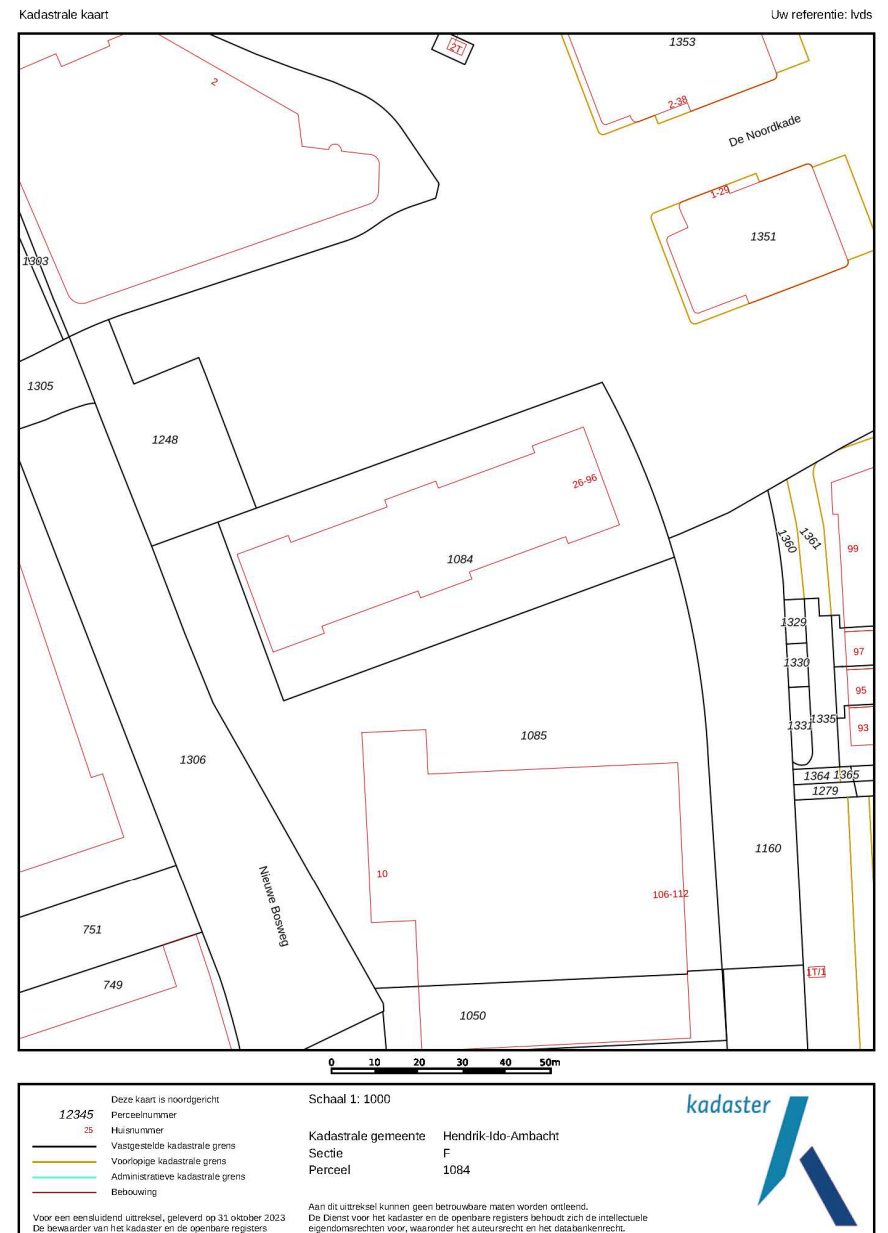 Kadastrale kaart
Uw referentie: lvds
1353
2T
2
2-38
De Noordkade
1-29
1351
1303
1305
1248
26-96
1084
1360
1361
99
1329
97
1330
95
1335
1331
93
1085
1306
1364
1365
1279
1160
10
106-112
Nieuwe Bosweg
751
1T/1
749
1050
0 10 20 30 40 50m
Deze kaart is noordgericht
12345 Perceelnummer
25 Huisnummer
Vastgestelde kadastrale grens
Voorlopige kadastrale grens
Administratieve kadastrale grens
Bebouwing
Voor een eensluidend uittreksel, geleverd op 31 oktober 2023
De bewaarder van het kadaster en de openbare registers
Schaal 1: 1000
Kadastrale gemeente Hendrik-Ido-Ambacht
Sectie F
Perceel 1084
Aan dit uittreksel kunnen geen betrouwbare maten worden ontleend.
De Dienst voor het kadaster en de openbare registers behoudt zich de intellectuele
eigendomsrechten voor, waaronder het auteursrecht en het databankenrecht.
kadaster